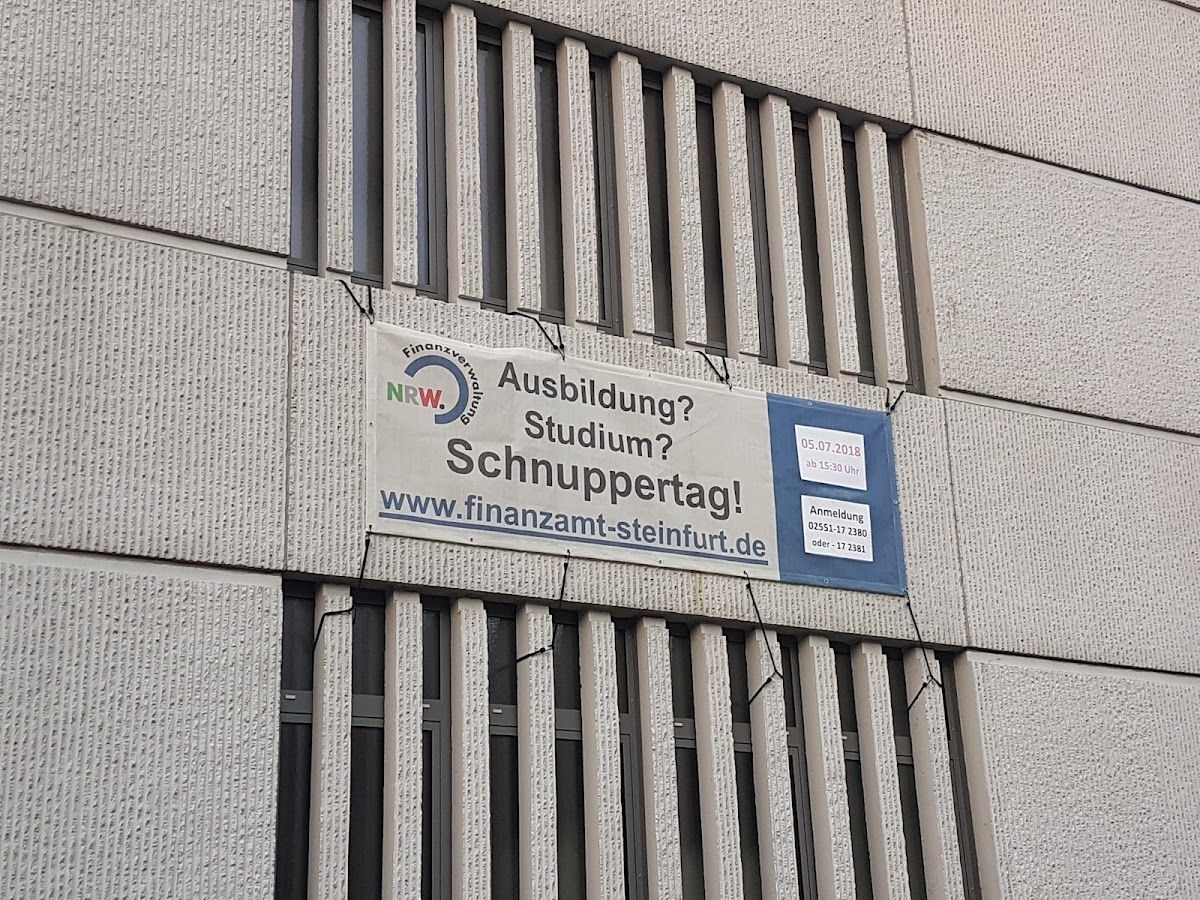 Finanzverwaltung
NRW.
Ausbildung?
Studium?
Schnuppertag!
www.finanzamt-steinfurt.de
05.07.2018
ab 15:30 Uhr
Anmeldung
02551-17 2380
oder - 17 2381